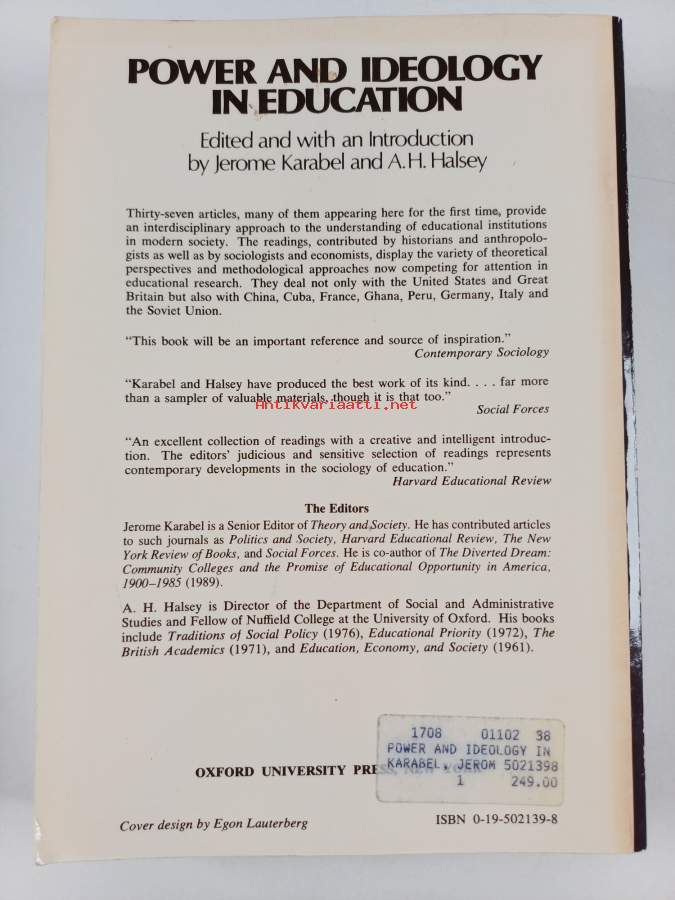 POWER AND IDEOLOGY
IN EDUCATION
Edited and with an Introduction
by Jerome Karabel and A.H. Halsey
Thirty-seven articles, many of them appearing here for the first time, provide
an interdisciplinary approach to the understanding of educational institutions
in modern society. The readings, contributed by historians and anthropolo-
gists as well as by sociologists and economists, display the variety of theoretical
perspectives and methodological approaches now competing for attention in
educational research. They deal not only with the United States and Great
Britain but also with China, Cuba, France, Ghana, Peru, Germany, Italy and
the Soviet Union.
“This book will be an important reference and source of inspiration.”
Contemporary Sociology
“Karabel and Halsey have produced the best work of its kind. . . . far more
than a sampler of valuable materials, though it is that too.”
Antikvariaatti.net
Social Forces
“An excellent collection of readings with a creative and intelligent introduc-
tion. The editors’ judicious and sensitive selection of readings represents
contemporary developments in the sociology of education.”
Harvard Educational Review
The Editors
Jerome Karabel is a Senior Editor of Theory and Society. He has contributed articles
to such journals as Politics and Society, Harvard Educational Review, The New
York Review of Books, and Social Forces. He is co-author of The Diverted Dream:
Community Colleges and the Promise of Educational Opportunity in America,
1900–1985 (1989).
A. H. Halsey is Director of the Department of Social and Administrative
Studies and Fellow of Nuffield College at the University of Oxford. His books
include Traditions of Social Policy (1976), Educational Priority (1972), The
British Academics (1971), and Education, Economy, and Society (1961).
1708 01102 38
POWER AND IDEOLOGY IN
KARABEL, JEROM 5021398
1 249.00
OXFORD UNIVERSITY PRESS, NEW YORK
Cover design by Egon Lauterberg
ISBN 0-19-502139-8